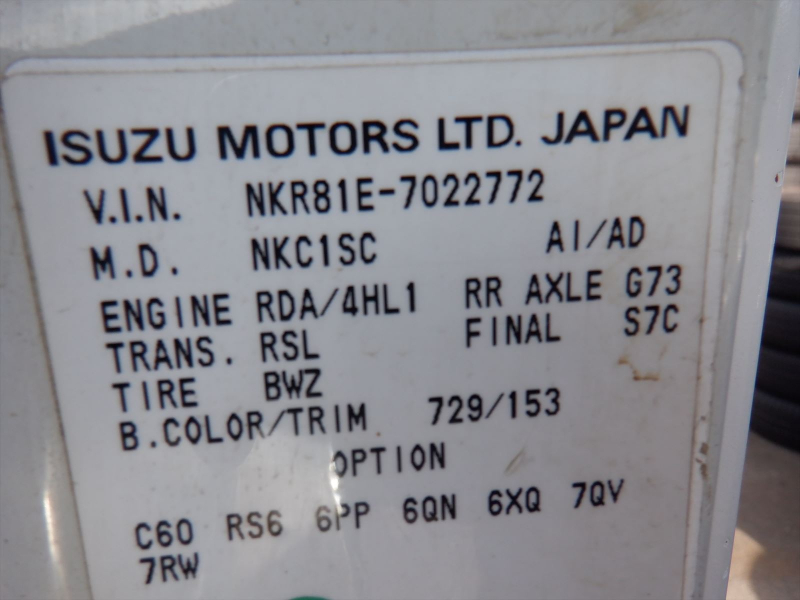 ISUZU MOTORS LTD. JAPAN
V.I.N. NKR81E-7022772
M.D. NKC1SC AI/AD
ENGINE RDA/4HL1 RR AXLE G73
TRANS. RSL FINAL S7C
TIRE BWZ
B.COLOR/TRIM 729/153
OPTION
C60 RS6 6PP 6QN 6XQ 7QV
7RW